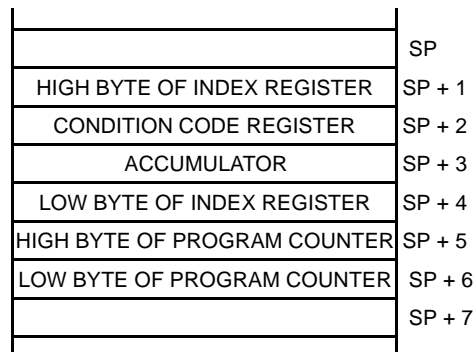 SP
HIGH BYTE OF INDEX REGISTER SP + 1
CONDITION CODE REGISTER SP + 2
ACCUMULATOR SP + 3
LOW BYTE OF INDEX REGISTER SP + 4
HIGH BYTE OF PROGRAM COUNTER SP + 5
LOW BYTE OF PROGRAM COUNTER SP + 6
SP + 7